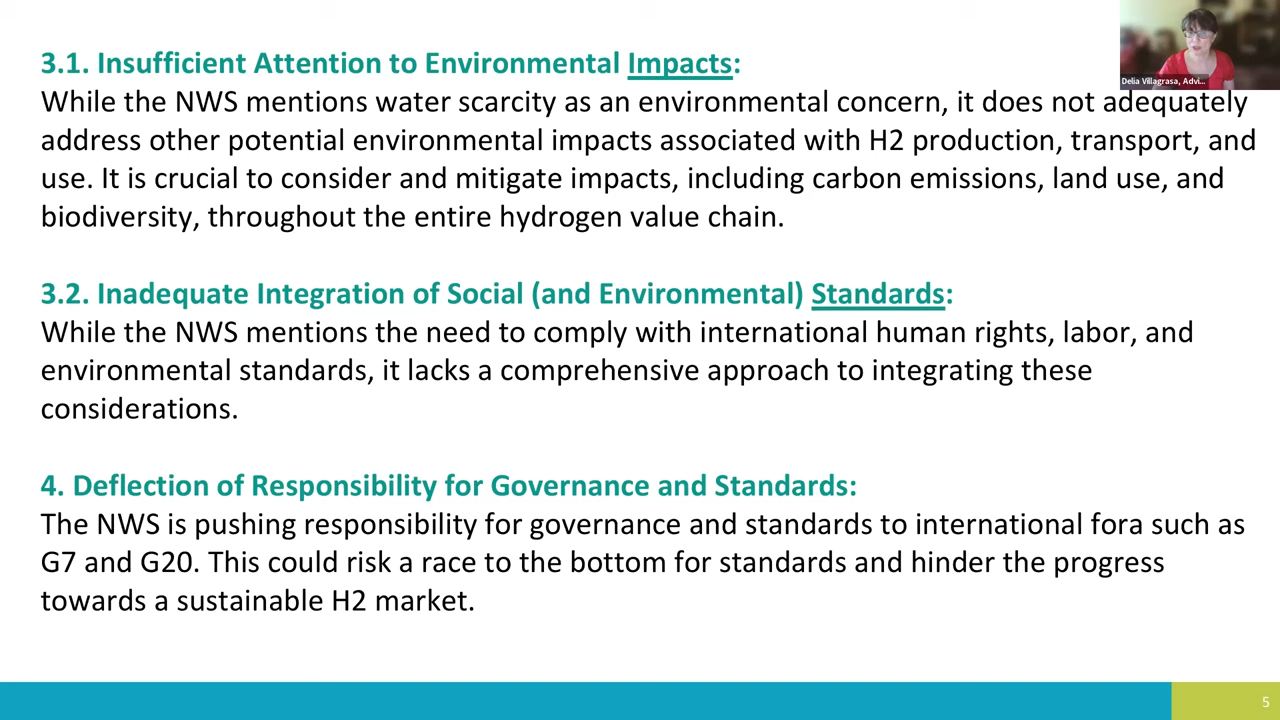 3.1. Insufficient Attention to Environmental Impacts:
While the NWS mentions water scarcity as an environmental concern, it does not adequately
address other potential environmental impacts associated with H2 production, transport, and
use. It is crucial to consider and mitigate impacts, including carbon emissions, land use, and
biodiversity, throughout the entire hydrogen value chain.
3.2. Inadequate Integration of Social (and Environmental) Standards:
While the NWS mentions the need to comply with international human rights, labor, and
environmental standards, it lacks a comprehensive approach to integrating these
considerations.
4. Deflection of Responsibility for Governance and Standards:
The NWS is pushing responsibility for governance and standards to international fora such as
G7 and G20. This could risk a race to the bottom for standards and hinder the progress
towards a sustainable H2 market.
Delia Villagrasa, Advi...
5